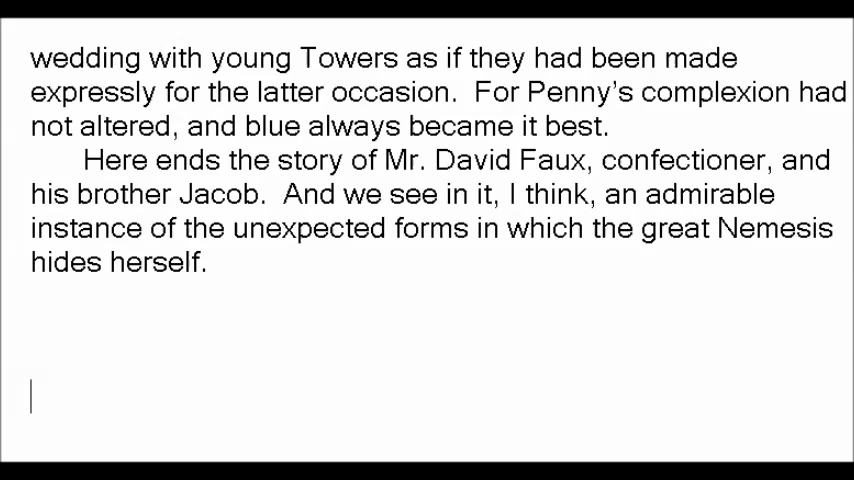 wedding with young Towers as if they had been made
expressly for the latter occasion.  For Penny’s complexion had
not altered, and blue always became it best.
Here ends the story of Mr. David Faux, confectioner, and
his brother Jacob.  And we see in it, I think, an admirable
instance of the unexpected forms in which the great Nemesis
hides herself.